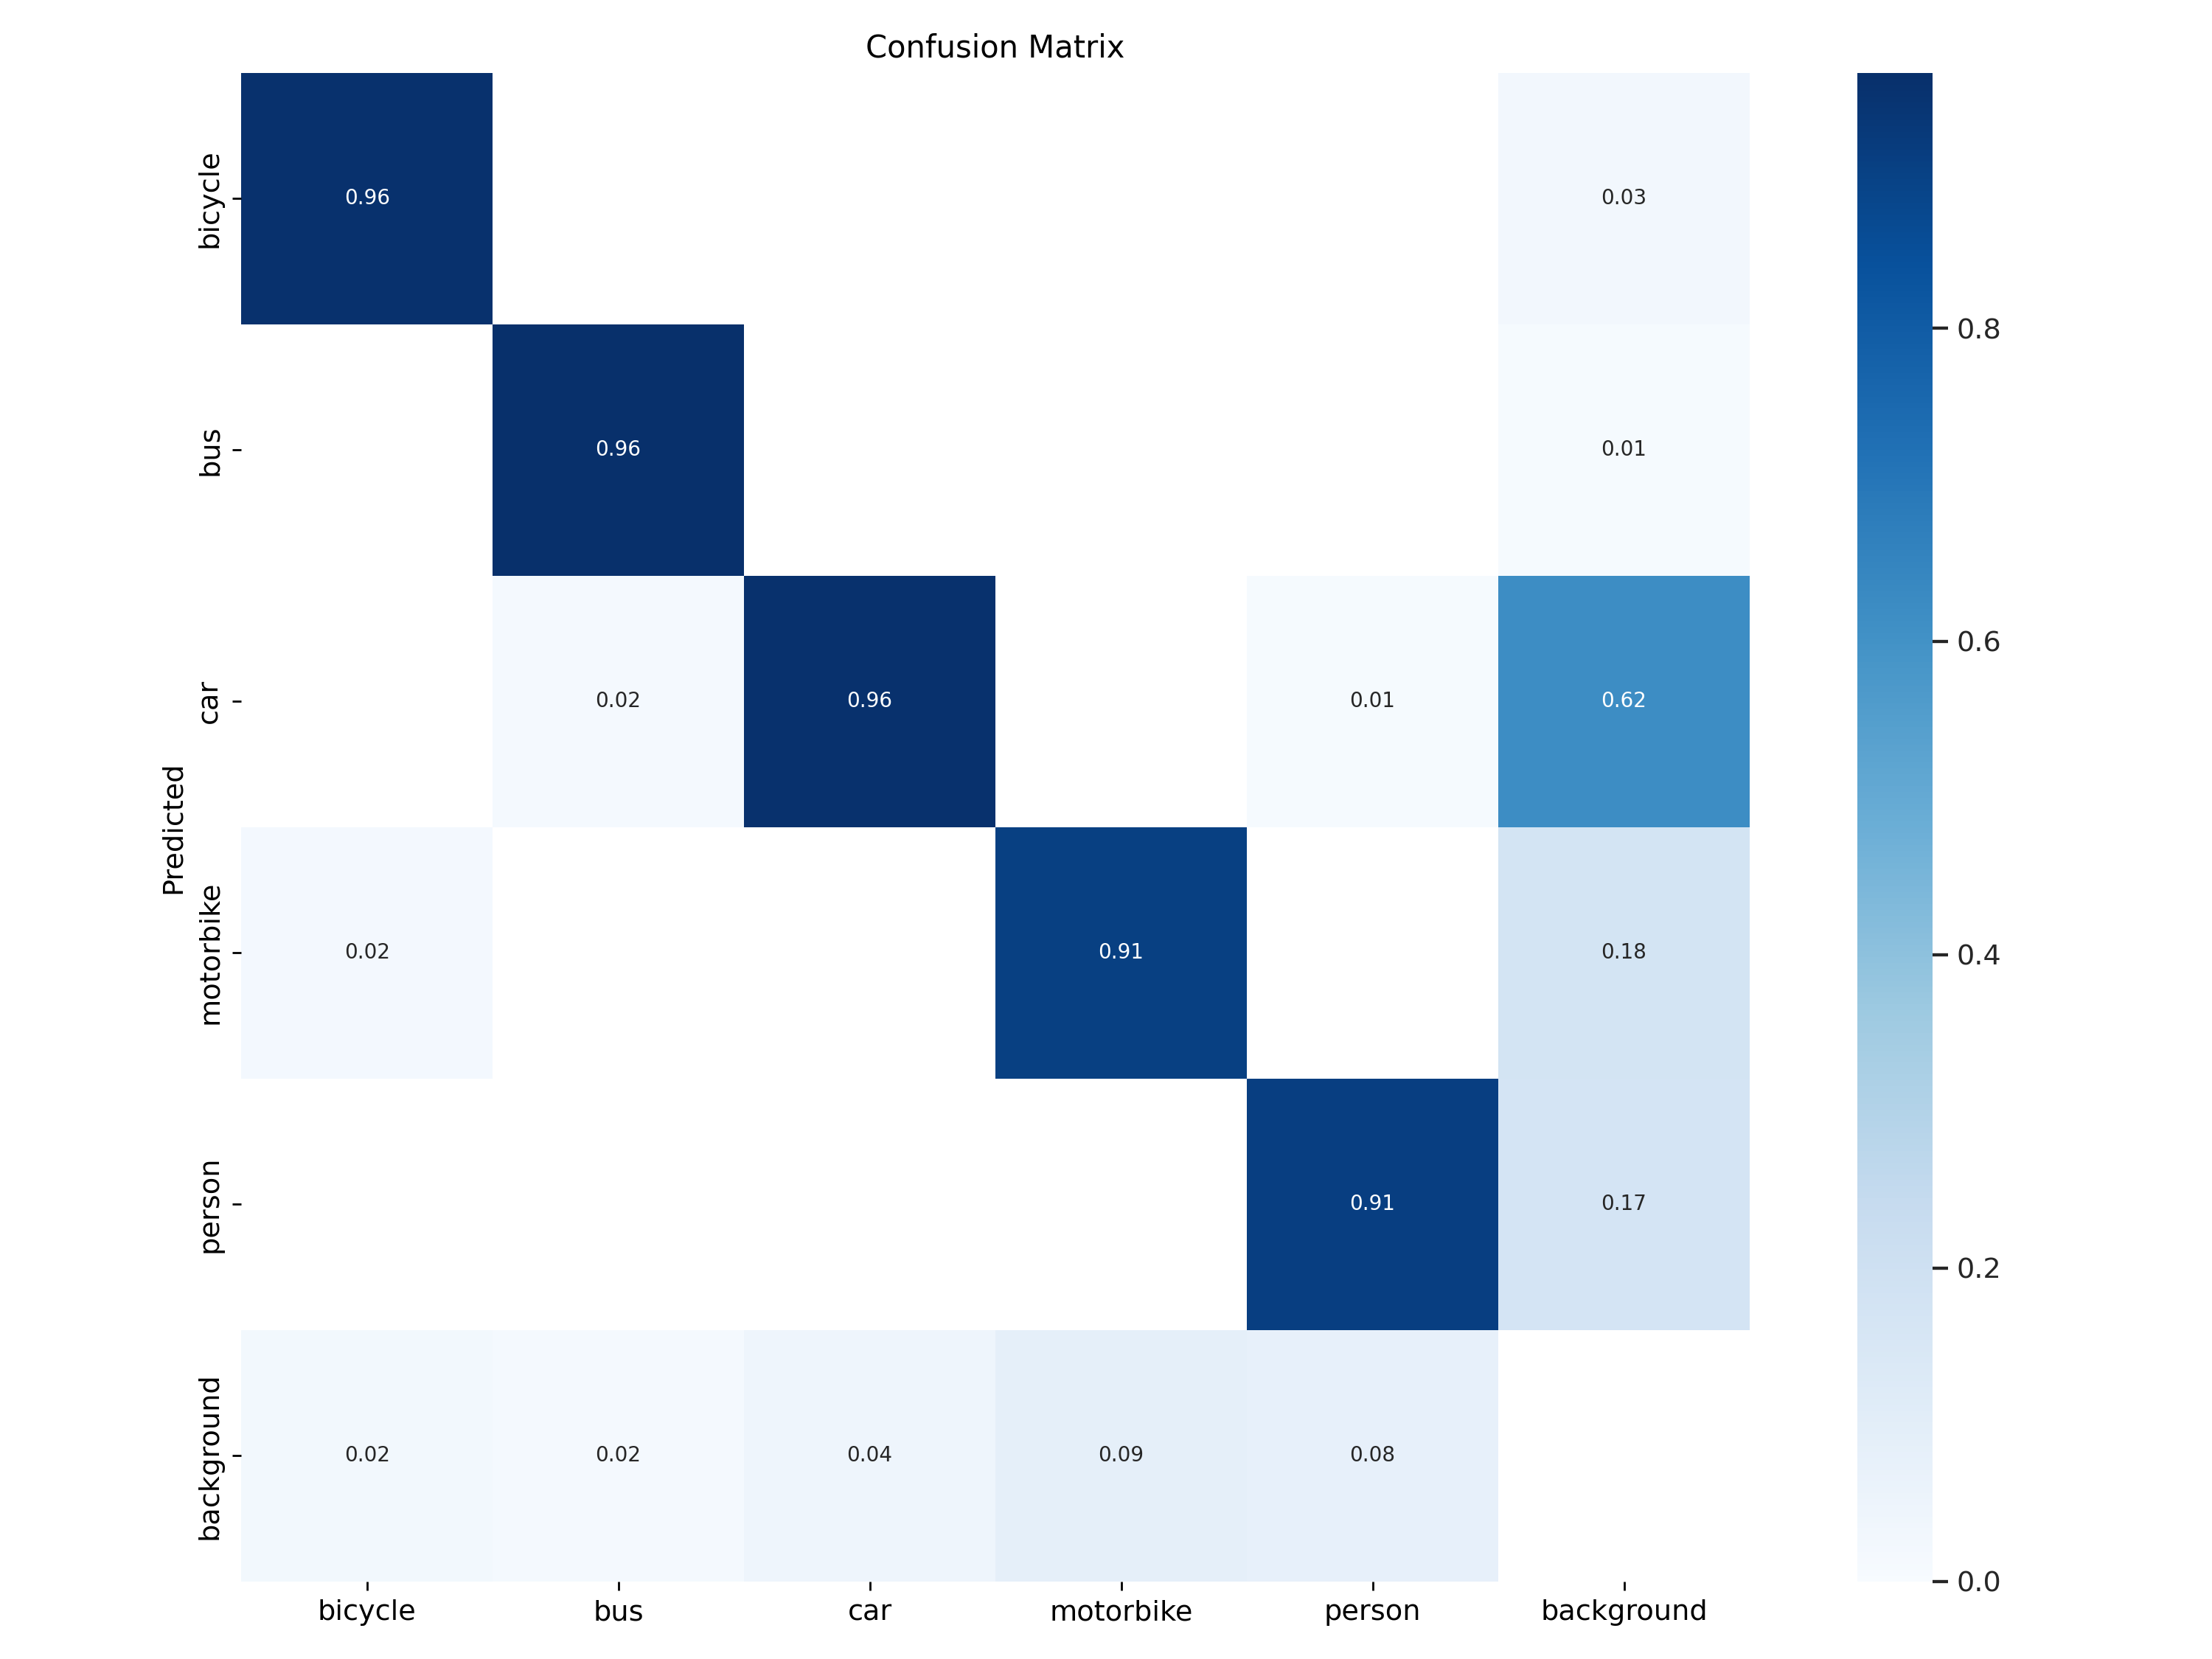 Confusion Matrix
Predicted
bicycle 0.96 0.03
bus 0.96 0.01
car 0.02 0.96 0.01 0.62
motorbike 0.02 0.91 0.18
person 0.91 0.17
background 0.02 0.02 0.04 0.09 0.08
bicycle bus car motorbike person background
0.8
0.6
0.4
0.2
0.0